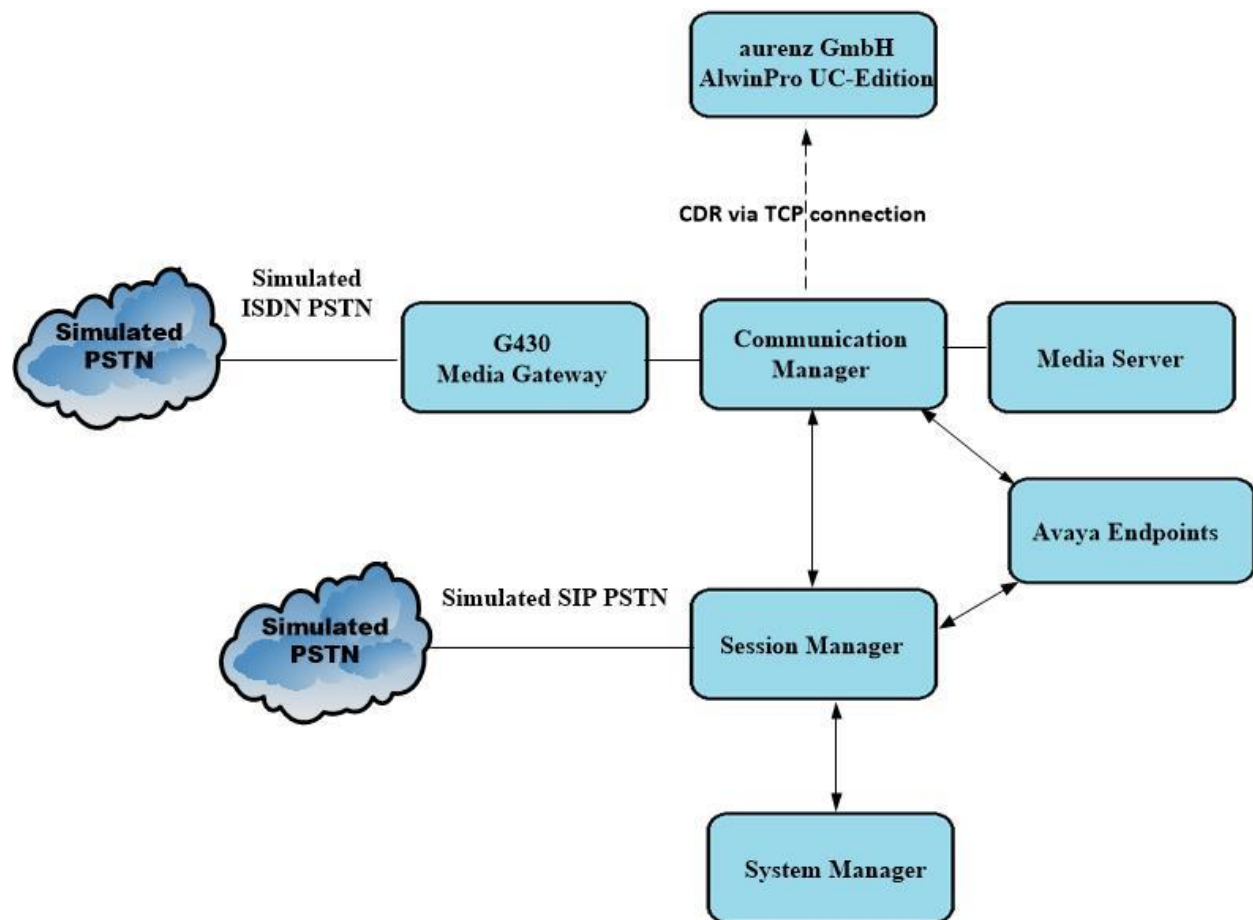 aurenz GmbH
AlwinPro UC-Edition
CDR via TCP connection
Simulated
ISDN PSTN
Simulated
PSTN
G430
Media Gateway
Communication
Manager
Media Server
Avaya Endpoints
Simulated SIP PSTN
Simulated
PSTN
Session Manager
System Manager